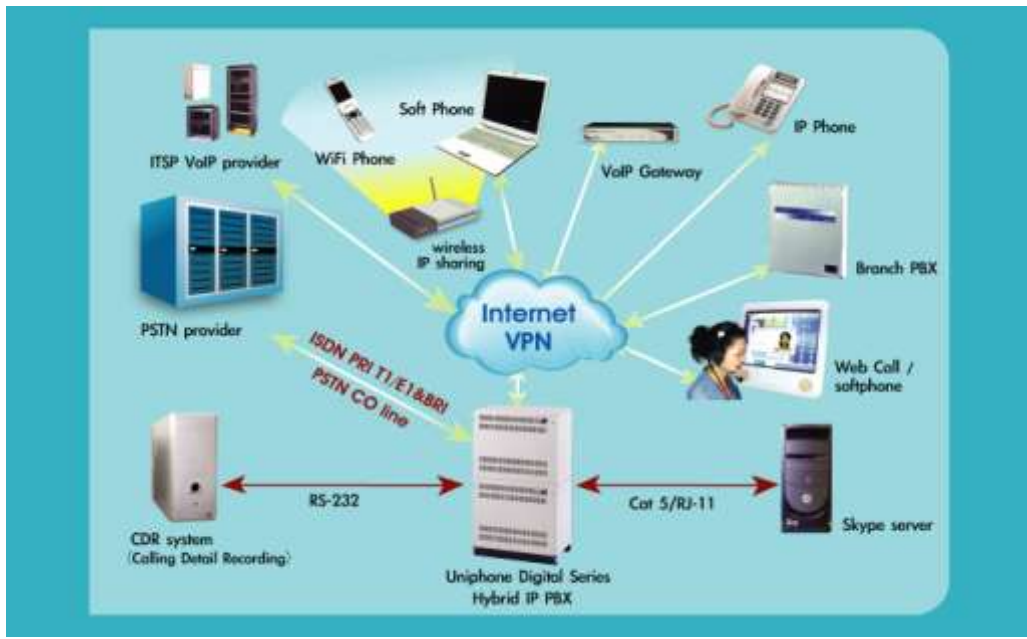 Soft Phone
WiFi Phone
ITSP VoIP provider
VoIP Gateway
IP Phone
wireless
IP sharing
Branch PBX
Internet
VPN
PSTN provider
ISDN PRI T1/E1&BRI
PSTN CO line
Web Call /
softphone
RS-232
Cat 5/RJ-11
CDR system
(Calling Detail Recording)
Skype server
Uniphone Digital Series
Hybrid IP PBX